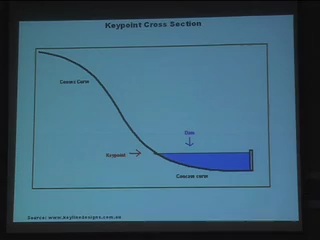 Keypoint Cross Section
Convex Curve
Dam
Keypoint
Concave curve
Source: www.keylinedesigns.com.au